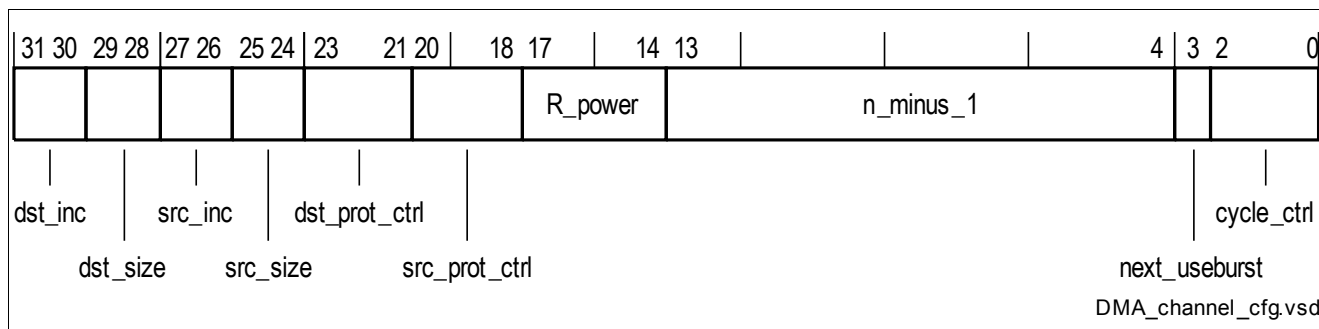 31 30 29 28 27 26 25 24 23 21 20 18 17 14 13 4 3 2 0
R_power n_minus_1
dst_inc src_inc dst_prot_ctrl cycle_ctrl
dst_size src_size src_prot_ctrl next_useburst
DMA_channel_cfg.vsd